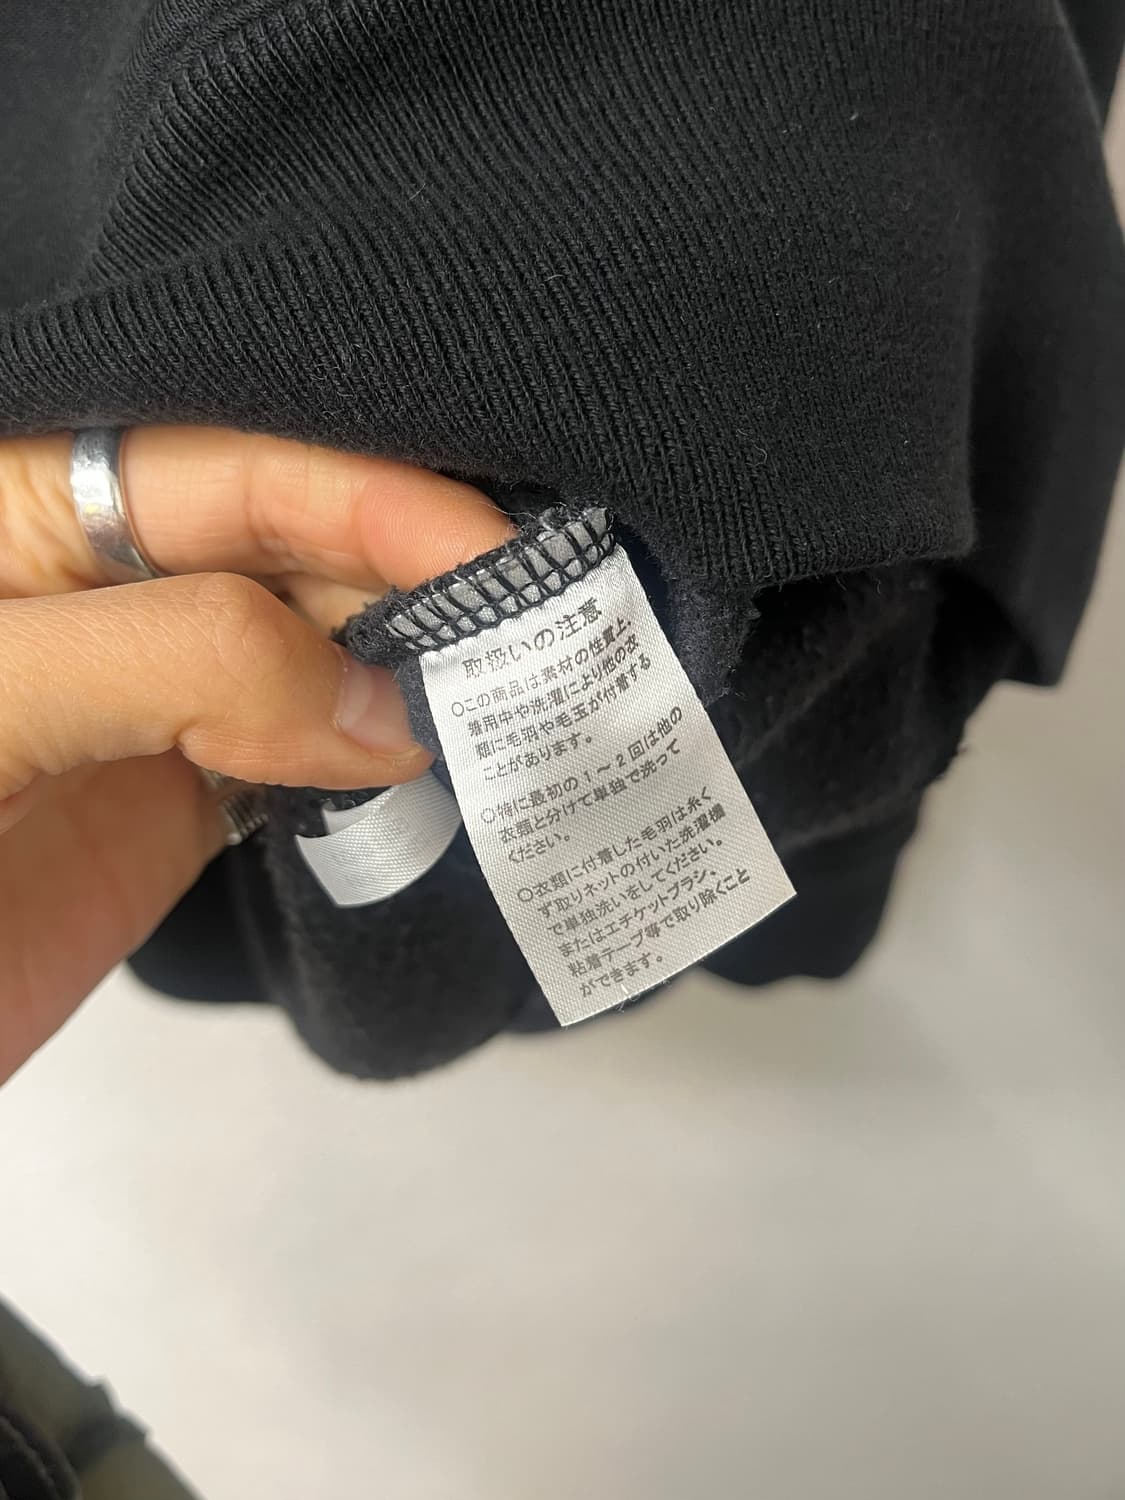 取扱いの注意
○この商品は素材の性質上、
着用中や洗濯により他の衣
類に毛羽や毛玉が付着する
ことがあります。
○特に最初の1〜2回は他の
衣類と分けて単独で洗って
ください。
○衣類に付着した毛羽は糸く
ず取りネットの付いた洗濯機
で単独洗いをしてください。
またはエチケットブラシ、
粘着テープ等で取り除くこと
ができます。